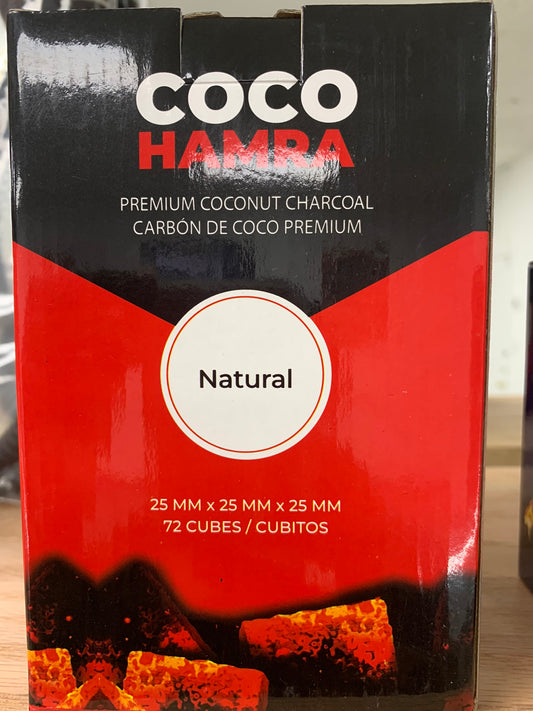 COCO
HAMRA
PREMIUM COCONUT CHARCOAL
CARBÓN DE COCO PREMIUM
Natural
25 MM x 25 MM x 25 MM
72 CUBES / CUBITOS